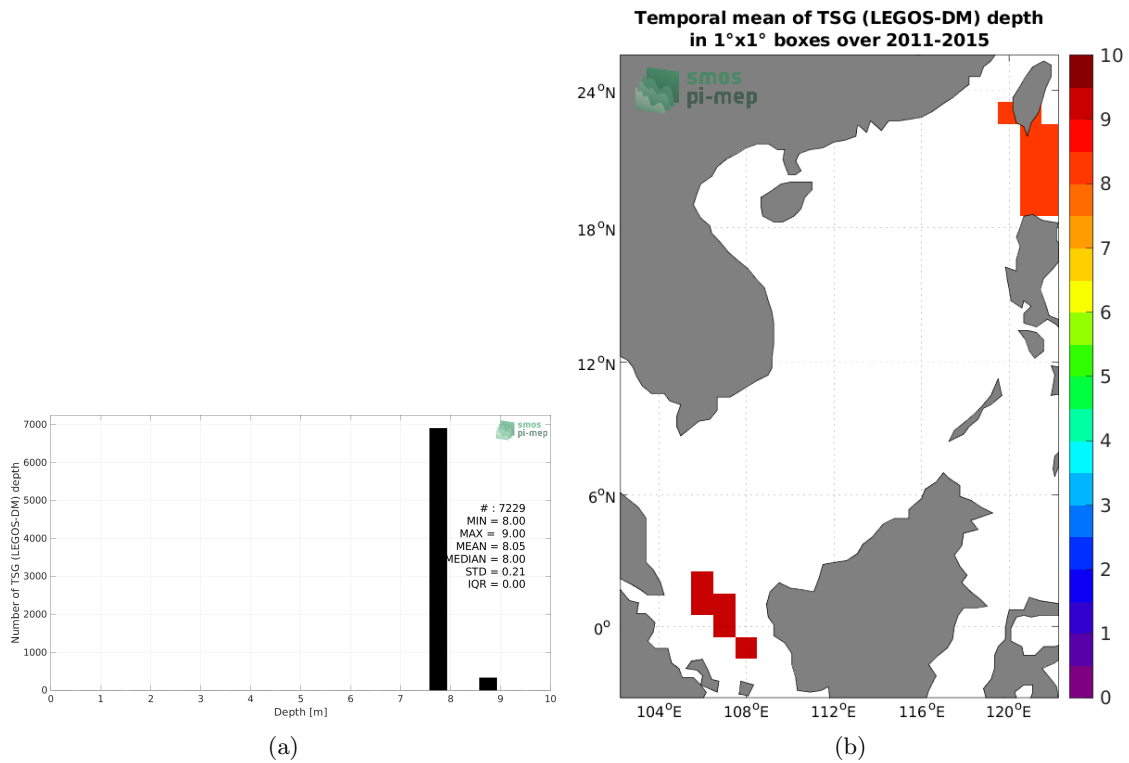 Temporal mean of TSG (LEGOS-DM) depth
in 1°x1° boxes over 2011-2015
smos
pi-mep
24°N
18°N
12°N
6°N
0°
104°E
108°E
112°E
116°E
120°E
10
9
8
7
6
5
4
3
2
1
0
Number of TSG (LEGOS-DM) depth
7000
6000
5000
4000
3000
2000
1000
0
smos
pi-mep
# : 7229
MIN = 8.00
MAX = 9.00
MEAN = 8.05
MEDIAN = 8.00
STD = 0.21
IQR = 0.00
0 1 2 3 4 5 6 7 8 9 10
Depth [m]
(a)
(b)